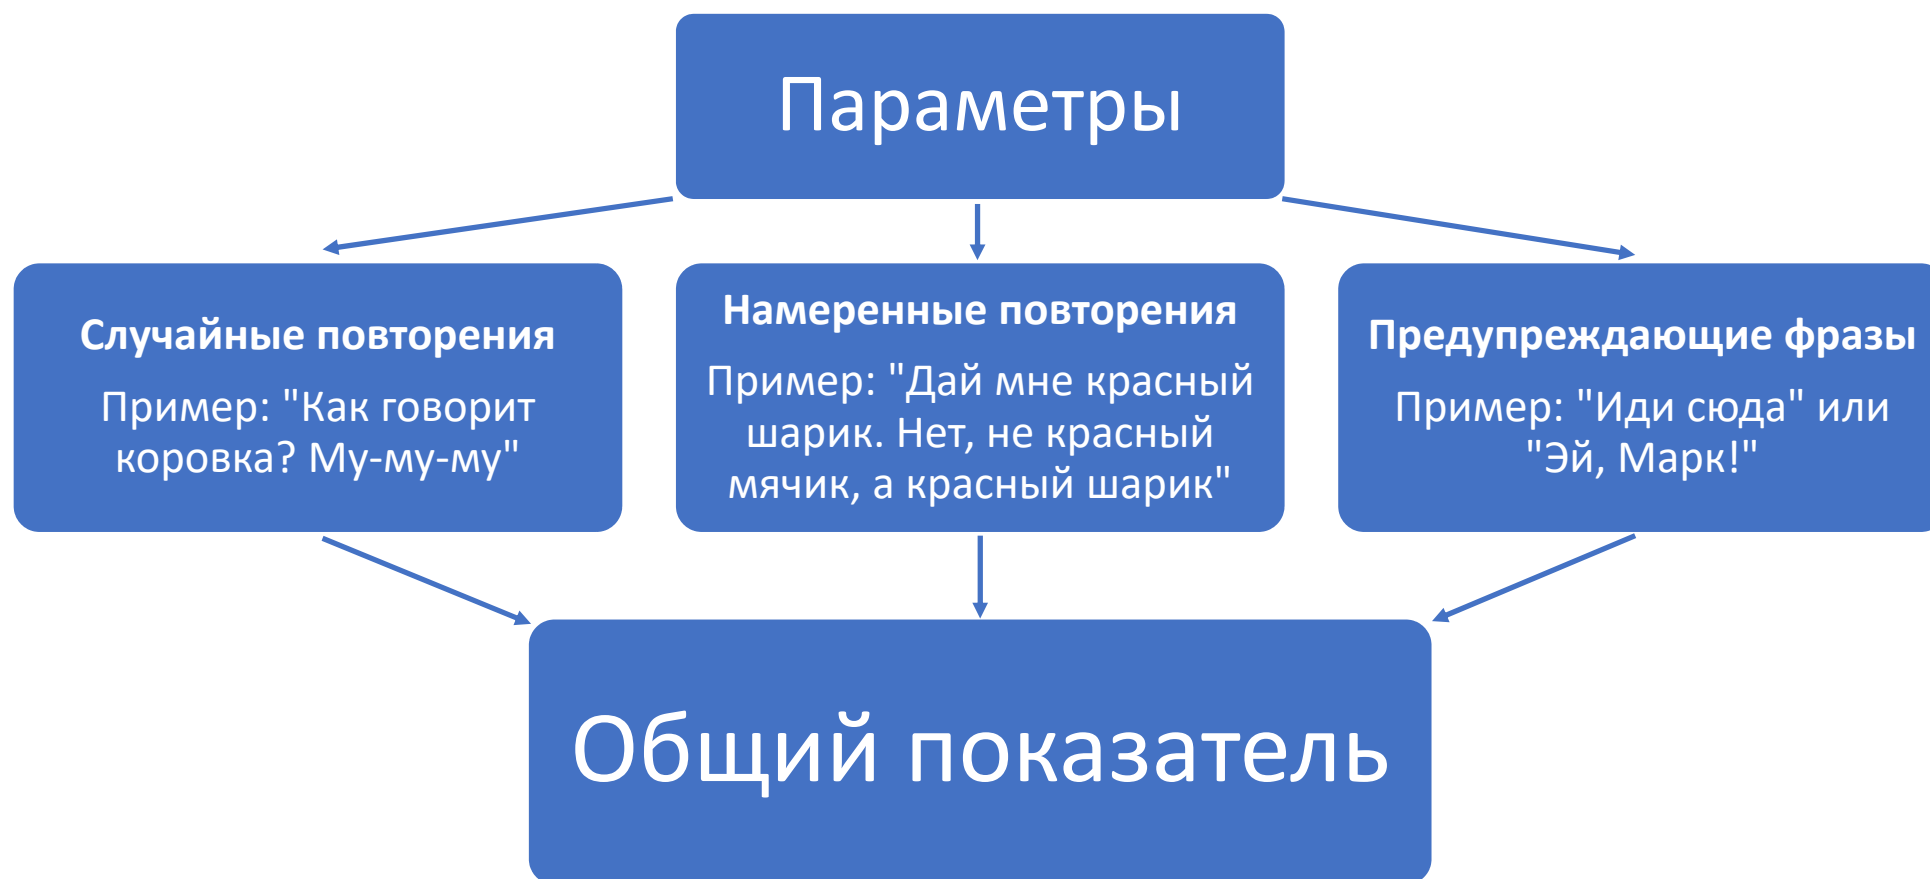 Параметры
Случайные повторения
Пример: "Как говорит
коровка? Му-му-му"
Намеренные повторения
Пример: "Дай мне красный
шарик. Нет, не красный
мячик, а красный шарик"
Предупреждающие фразы
Пример: "Иди сюда" или
"Эй, Марк!"
Общий показатель